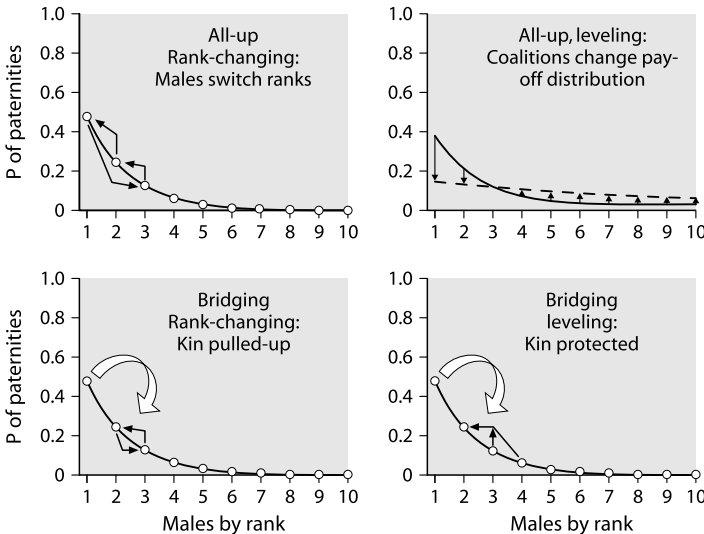 All-up
Rank-changing:
Males switch ranks
P of paternities
1.0
0.8
0.6
0.4
0.2
0
1 2 3 4 5 6 7 8 9 10
All-up, leveling:
Coalitions change pay-
off distribution
1.0
0.8
0.6
0.4
0.2
0
1 2 3 4 5 6 7 8 9 10
Bridging
Rank-changing:
Kin pulled-up
P of paternities
1.0
0.8
0.6
0.4
0.2
0
1 2 3 4 5 6 7 8 9 10
Males by rank
Bridging
leveling:
Kin protected
1.0
0.8
0.6
0.4
0.2
0
1 2 3 4 5 6 7 8 9 10
Males by rank